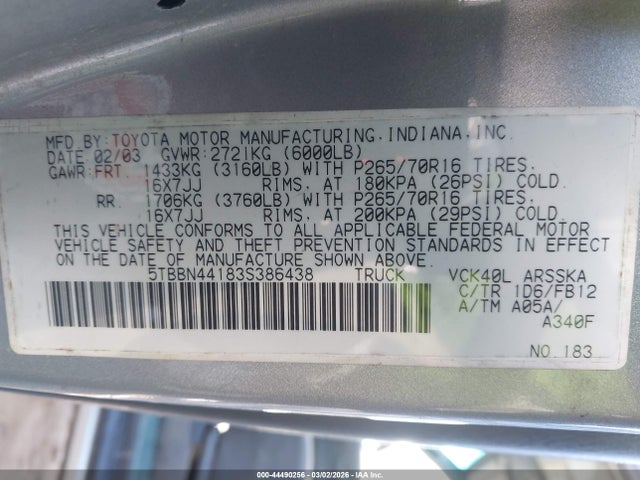 MFD.BY:TOYOTA MOTOR MANUFACTURING.INDIANA,INC.
DATE: 02/03 GVWR:2721KG (6000LB)
GAWR:FRT. 1433KG (3160LB) WITH P265/70R16 TIRES.
16X7JJ RIMS. AT 180KPA (26PSI) COLD.
RR. 1706KG (3760LB) WITH P265/70R16 TIRES.
16X7JJ RIMS. AT 200KPA (29PSI) COLD.
THIS VEHICLE CONFORMS TO ALL APPLICABLE FEDERAL MOTOR
VEHICLE SAFETY AND THEFT PREVENTION STANDARDS IN EFFECT
ON THE DATE OF MANUFACTURE SHOWN ABOVE.
5TBBN44183S386438 TRUCK VCK40L ARSSKA
C/TR 1D6/FB12
A/TM A05A/
A340F
NO.183
000-44490256 - 03/02/2026 - IAA, Inc.